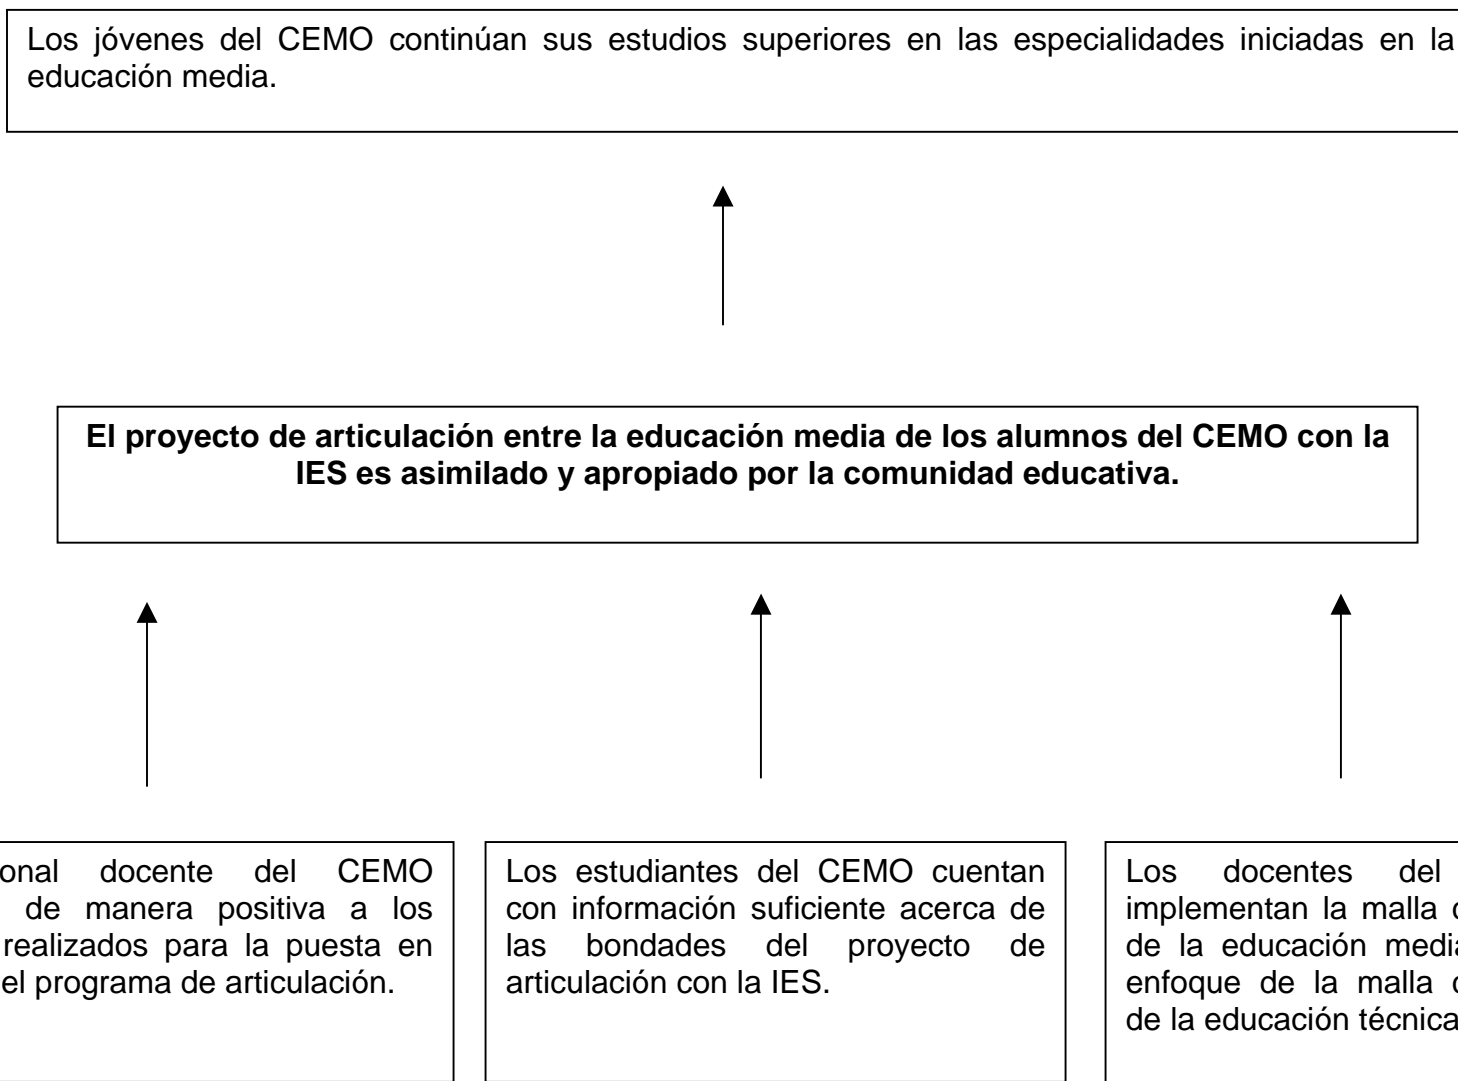 Los jóvenes del CEMO continúan sus estudios superiores en las especialidades iniciadas en la
educación media.
El proyecto de articulación entre la educación media de los alumnos del CEMO con la
IES es asimilado y apropiado por la comunidad educativa.
docente del CEMO
de manera positiva a los
realizados para la puesta en
el programa de articulación.
Los estudiantes del CEMO cuentan
con información suficiente acerca de
las bondades del proyecto de
articulación con la IES.
Los docentes del
implementan la malla
de la educación media
enfoque de la malla
de la educación técnica